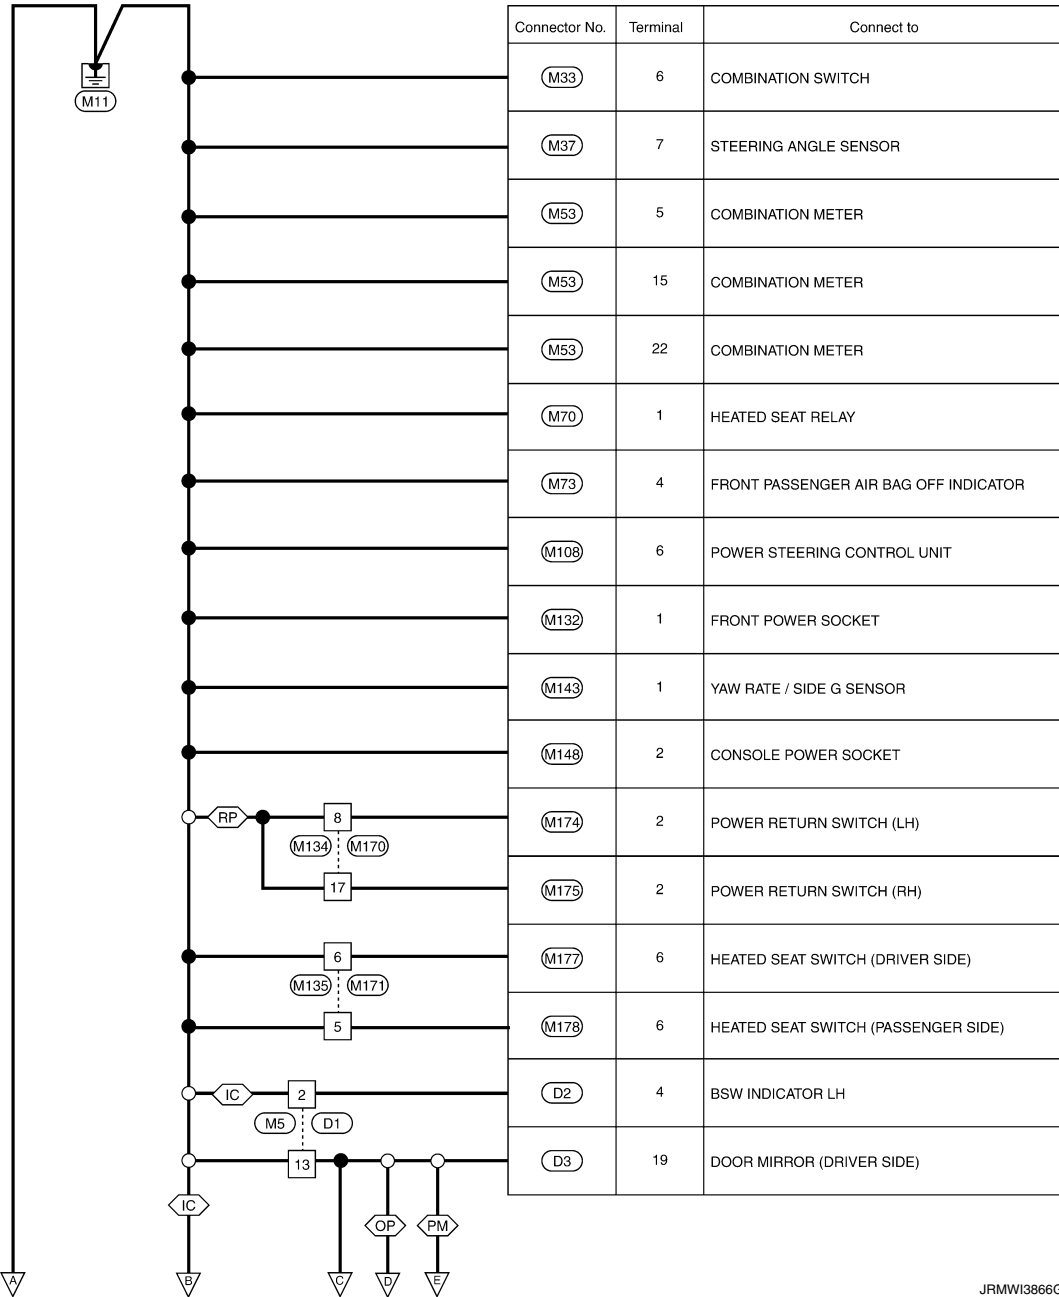 Connector No. Terminal Connect to
M11
M33 6 COMBINATION SWITCH
M37 7 STEERING ANGLE SENSOR
M53 5 COMBINATION METER
M53 15 COMBINATION METER
M53 22 COMBINATION METER
M70 1 HEATED SEAT RELAY
M73 4 FRONT PASSENGER AIR BAG OFF INDICATOR
M108 6 POWER STEERING CONTROL UNIT
M132 1 FRONT POWER SOCKET
M143 1 YAW RATE / SIDE G SENSOR
M148 2 CONSOLE POWER SOCKET
RP 8 M174 2 POWER RETURN SWITCH (LH)
M134 M170
17 M175 2 POWER RETURN SWITCH (RH)
6 M177 6 HEATED SEAT SWITCH (DRIVER SIDE)
M135 M171
5 M178 6 HEATED SEAT SWITCH (PASSENGER SIDE)
IC 2 D2 4 BSW INDICATOR LH
M5 D1
13 D3 19 DOOR MIRROR (DRIVER SIDE)
IC OP PM
A B C D E